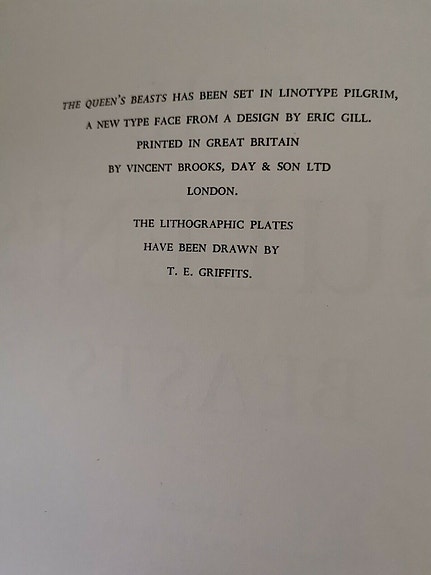 THE QUEEN'S BEASTS HAS BEEN SET IN LINOTYPE PILGRIM,
A NEW TYPE FACE FROM A DESIGN BY ERIC GILL.
PRINTED IN GREAT BRITAIN
BY VINCENT BROOKS, DAY & SON LTD
LONDON.
THE LITHOGRAPHIC PLATES
HAVE BEEN DRAWN BY
T. E. GRIFFITS.